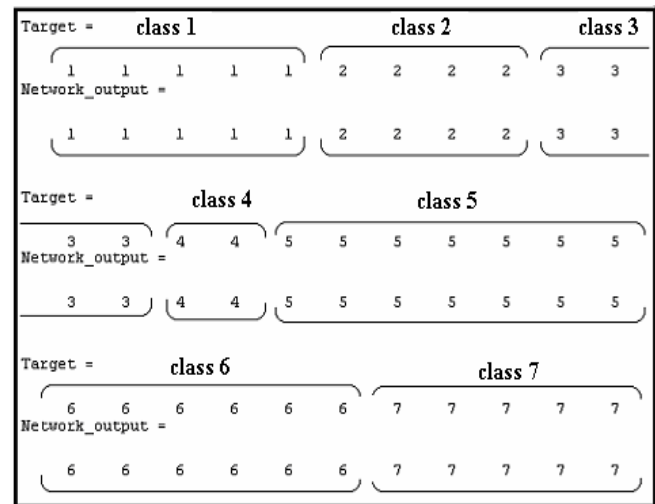 Target = class 1 class 2 class 3
1 1 1 1 1 2 2 2 2 3 3
Network_output =
1 1 1 1 1 2 2 2 2 3 3
Target = class 4 class 5
3 3 4 4 5 5 5 5 5 5 5
Network_output =
3 3 4 4 5 5 5 5 5 5 5
Target = class 6 class 7
6 6 6 6 6 6 7 7 7 7 7
Network_output =
6 6 6 6 6 6 7 7 7 7 7